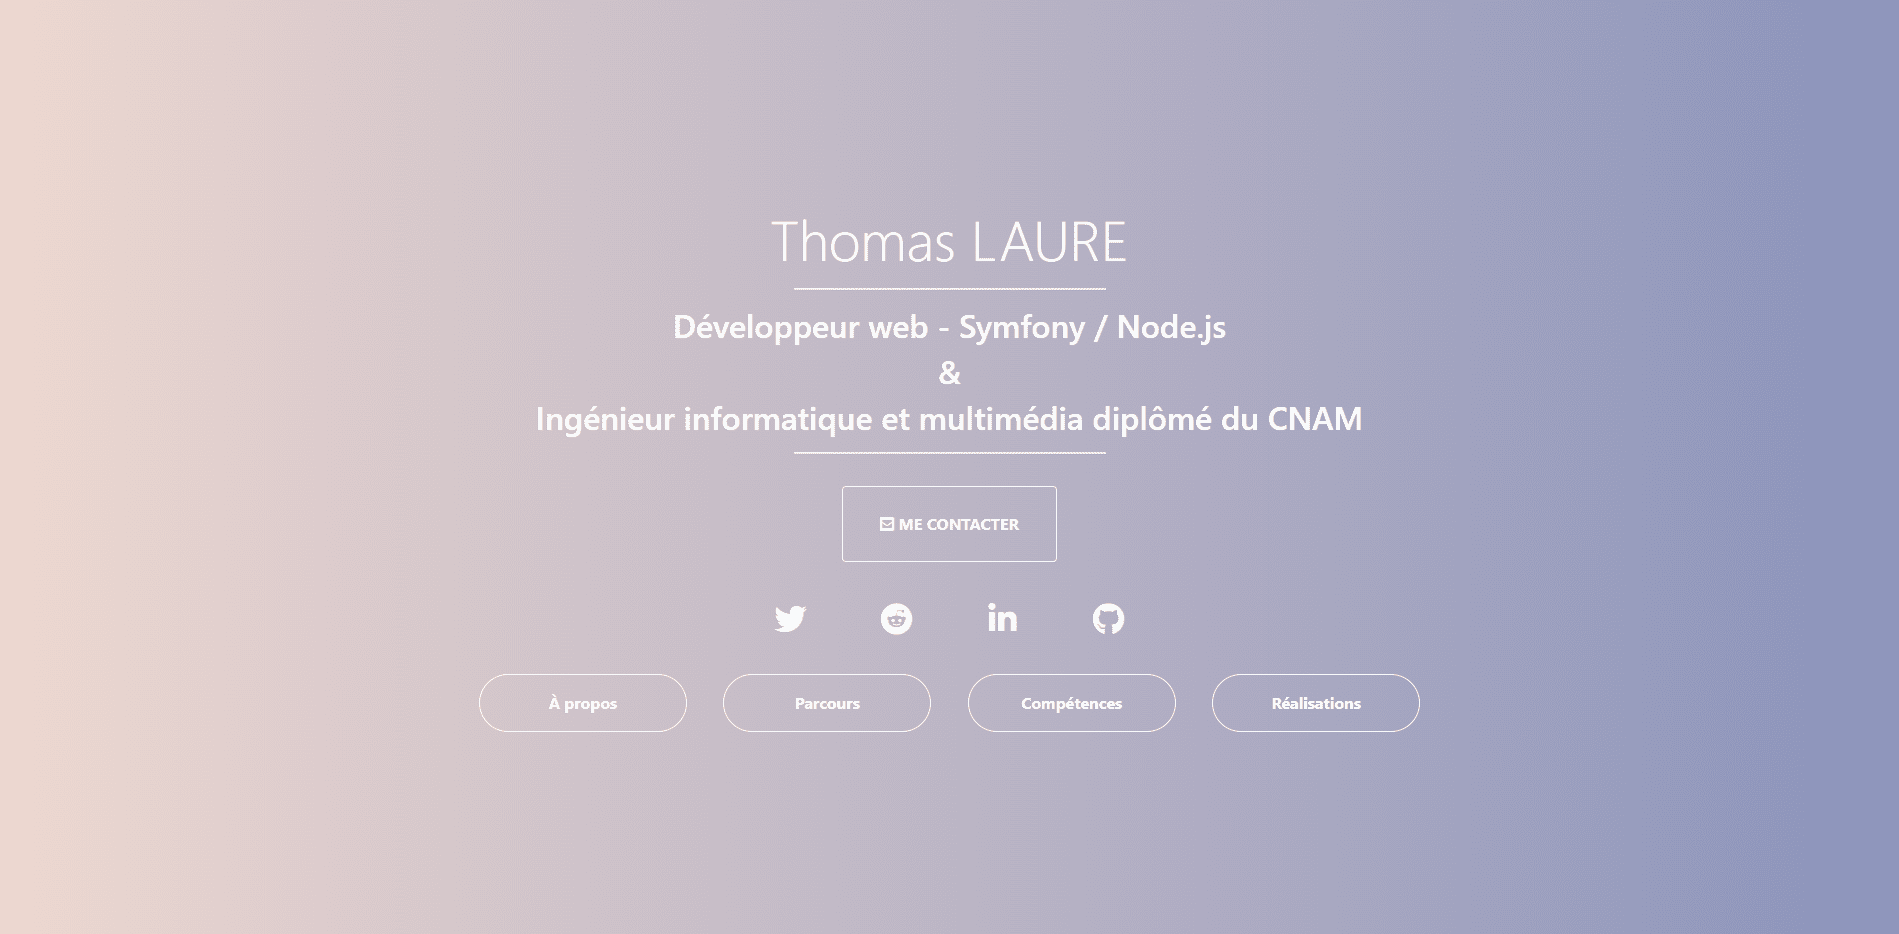 Thomas LAURE
Développeur web - Symfony / Node.js
&
Ingénieur informatique et multimédia diplômé du CNAM
ME CONTACTER
À propos
Parcours
Compétences
Réalisations